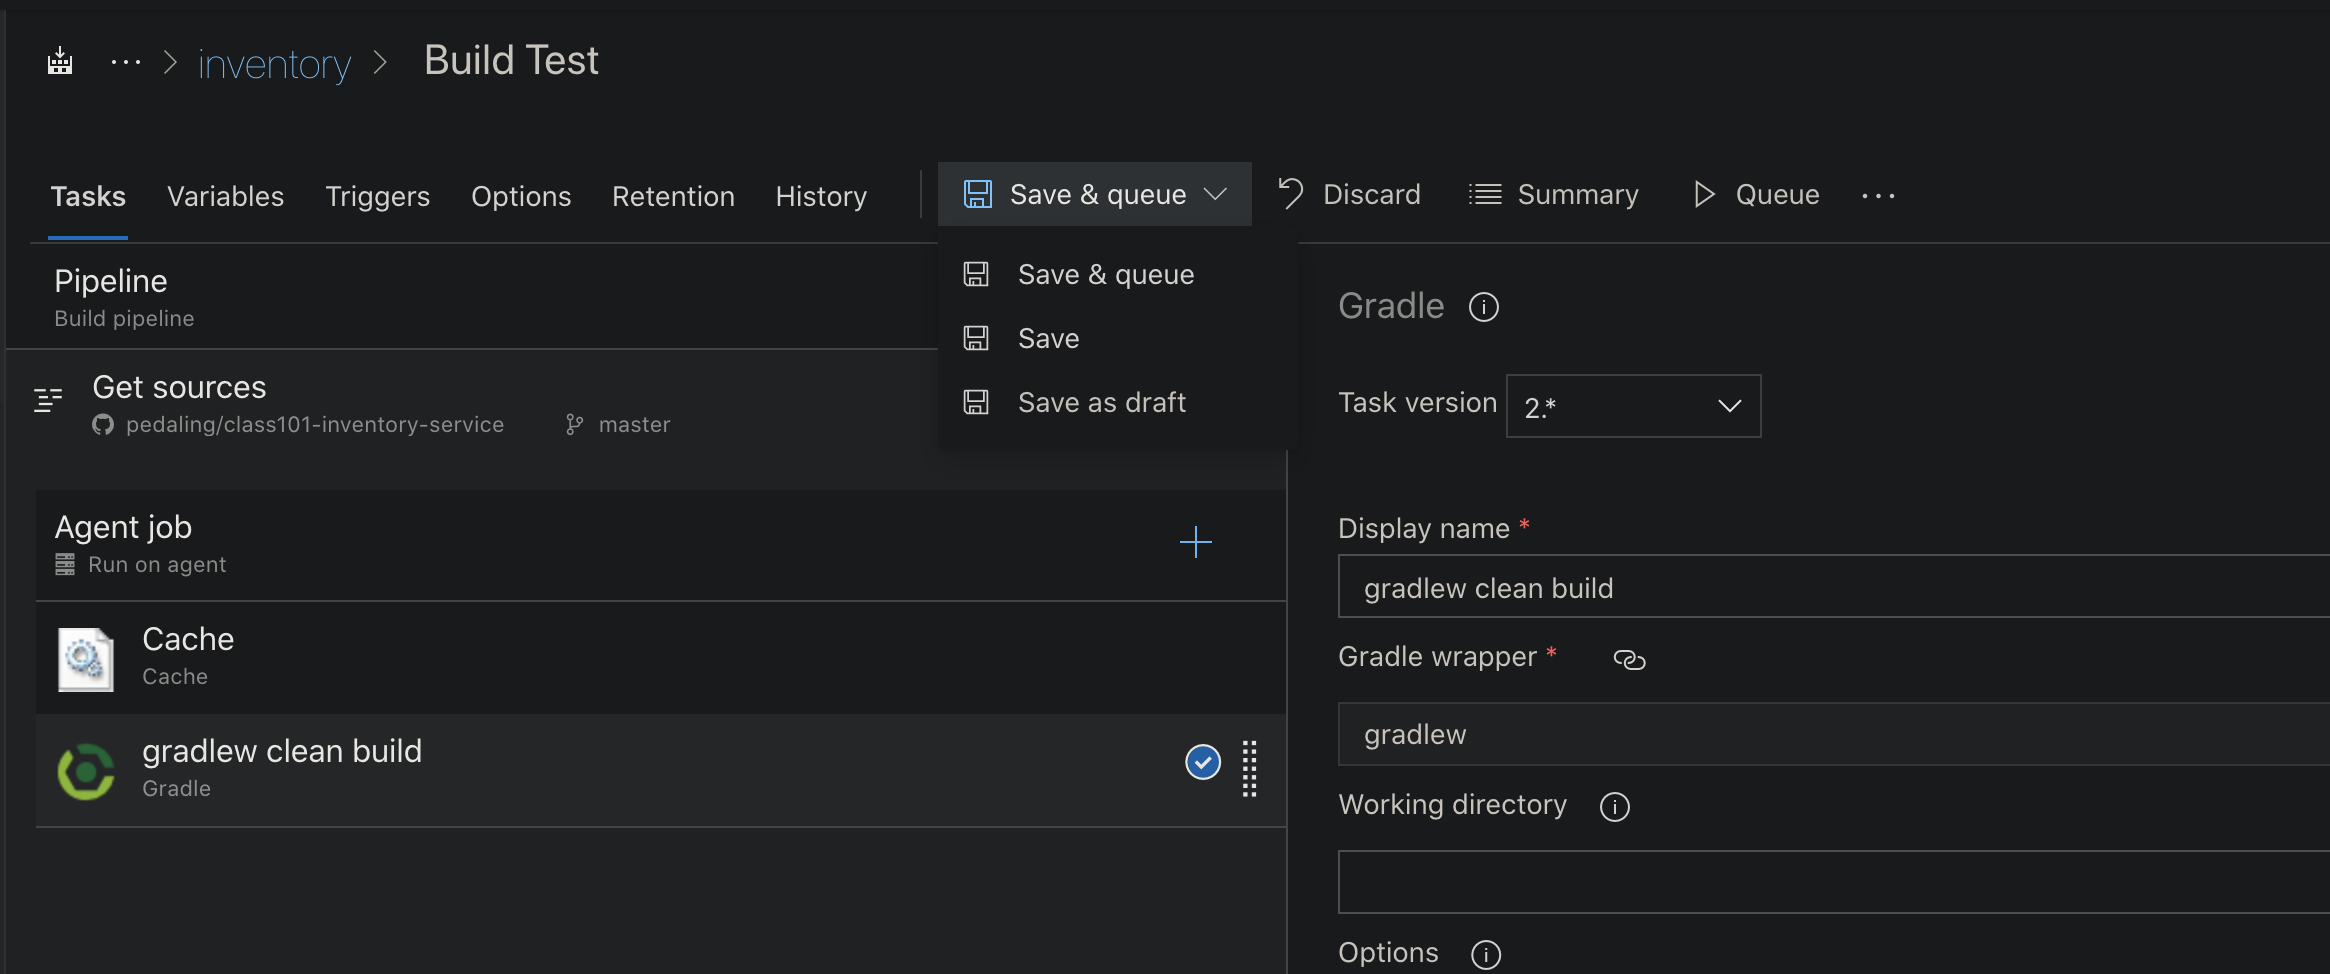 ... > inventory > Build Test
Tasks Variables Triggers Options Retention History Save & queue Discard Summary Queue ...
Save & queue
Save
Save as draft
Pipeline
Build pipeline
Get sources
pedaling/class101-inventory-service master
Agent job
Run on agent
Cache
Cache
gradlew clean build
Gradle
Gradle
Task version 2.*
Display name *
gradlew clean build
Gradle wrapper *
gradlew
Working directory
Options